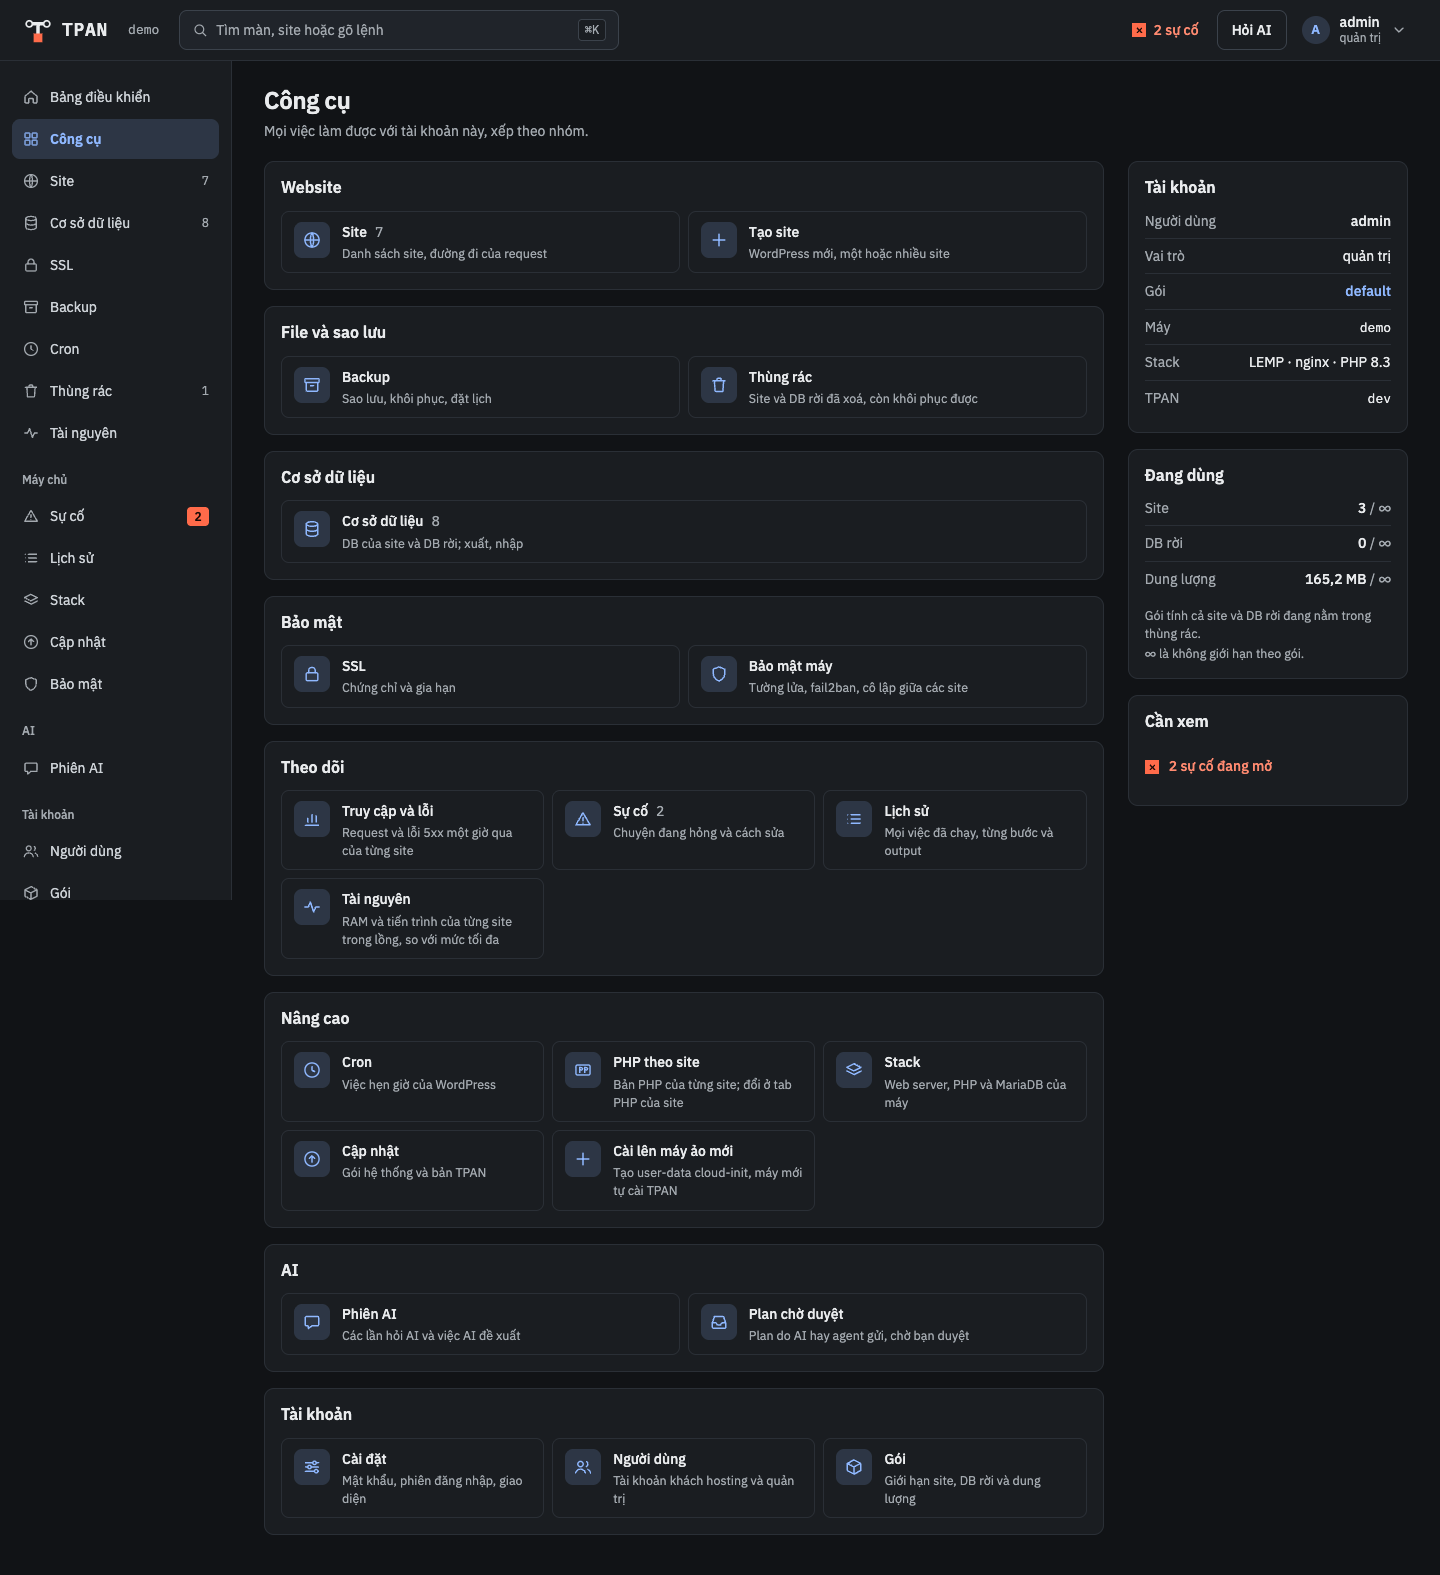 TPAN
demo
Tìm màn, site hoặc gõ lệnh
⌘K
2 sự cố
Hỏi AI
A
admin
quản trị
Bảng điều khiển
Công cụ
Site 7
Cơ sở dữ liệu 8
SSL
Backup
Cron
Thùng rác 1
Tài nguyên
Máy chủ
Sự cố 2
Lịch sử
Stack
Cập nhật
Bảo mật
AI
Phiên AI
Tài khoản
Người dùng
Gói
Công cụ
Mọi việc làm được với tài khoản này, xếp theo nhóm.
Website
Site 7
Danh sách site, đường đi của request
Tạo site
WordPress mới, một hoặc nhiều site
File và sao lưu
Backup
Sao lưu, khôi phục, đặt lịch
Thùng rác
Site và DB rời đã xoá, còn khôi phục được
Cơ sở dữ liệu
Cơ sở dữ liệu 8
DB của site và DB rời; xuất, nhập
Bảo mật
SSL
Chứng chỉ và gia hạn
Bảo mật máy
Tường lửa, fail2ban, cô lập giữa các site
Theo dõi
Truy cập và lỗi
Request và lỗi 5xx một giờ qua
của từng site
Sự cố 2
Chuyện đang hỏng và cách sửa
Lịch sử
Mọi việc đã chạy, từng bước và
output
Tài nguyên
RAM và tiến trình của từng site
trong lồng, so với mức tối đa
Nâng cao
Cron
Việc hẹn giờ của WordPress
PHP theo site
Bản PHP của từng site; đổi ở tab
PHP của site
Stack
Web server, PHP và MariaDB của
máy
Cập nhật
Gói hệ thống và bản TPAN
Cài lên máy ảo mới
Tạo user-data cloud-init, máy mới
tự cài TPAN
AI
Phiên AI
Các lần hỏi AI và việc AI đề xuất
Plan chờ duyệt
Plan do AI hay agent gửi, chờ bạn duyệt
Tài khoản
Cài đặt
Mật khẩu, phiên đăng nhập, giao
diện
Người dùng
Tài khoản khách hosting và quản
trị
Gói
Giới hạn site, DB rời và dung
lượng
Tài khoản
Người dùng admin
Vai trò quản trị
Gói default
Máy demo
Stack LEMP · nginx · PHP 8.3
TPAN dev
Đang dùng
Site 3 / ∞
DB rời 0 / ∞
Dung lượng 165,2 MB / ∞
Gói tính cả site và DB rời đang nằm trong
thùng rác.
∞ là không giới hạn theo gói.
Cần xem
2 sự cố đang mở